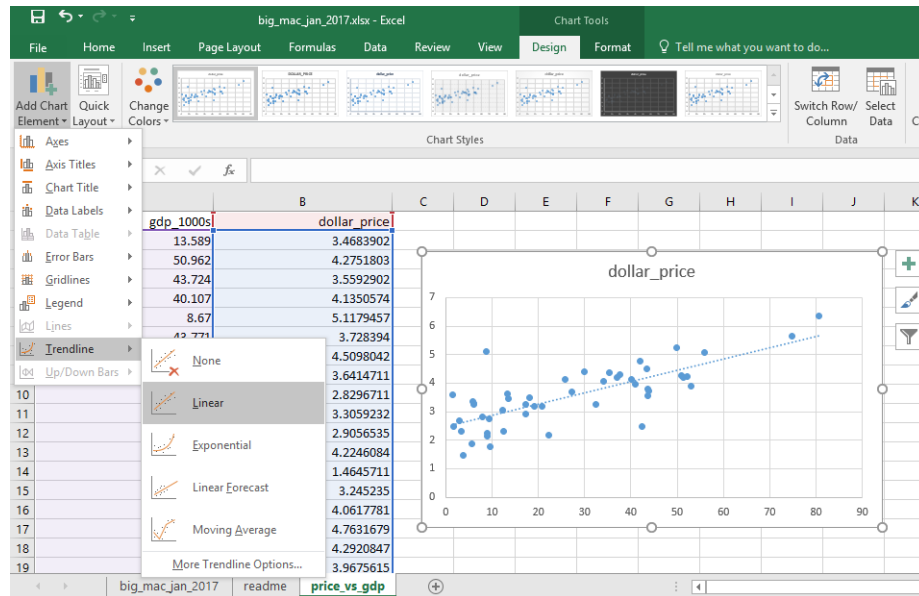 big_mac_jan_2017.xlsx - Excel
Chart Tools
File Home Insert Page Layout Formulas Data Review View Design Format Tell me what you want to do...
Add Chart Element Quick Layout Change Colors Switch Row/ Column Select Data
Chart Styles Data
Axes
Axis Titles
Chart Title
Data Labels
Data Table
Error Bars
Gridlines
Legend
Lines
Trendline
Up/Down Bars
None
Linear
Exponential
Linear Forecast
Moving Average
More Trendline Options...
fx
B C D E F G H I J K
gdp_1000s dollar_price
13.589 3.4683902
50.962 4.2751803
43.724 3.5592902
40.107 4.1350574
8.67 5.1179457
43.771 3.728394
4.5098042
3.6414711
10 2.8296711
11 3.3059232
12 2.9056535
13 4.2246084
14 1.4645711
15 3.245235
16 4.0617781
17 4.7631679
18 4.2920847
19 3.9675615
dollar_price
7
6
5
4
3
2
1
0
0 10 20 30 40 50 60 70 80 90
big_mac_jan_2017 readme price_vs_gdp